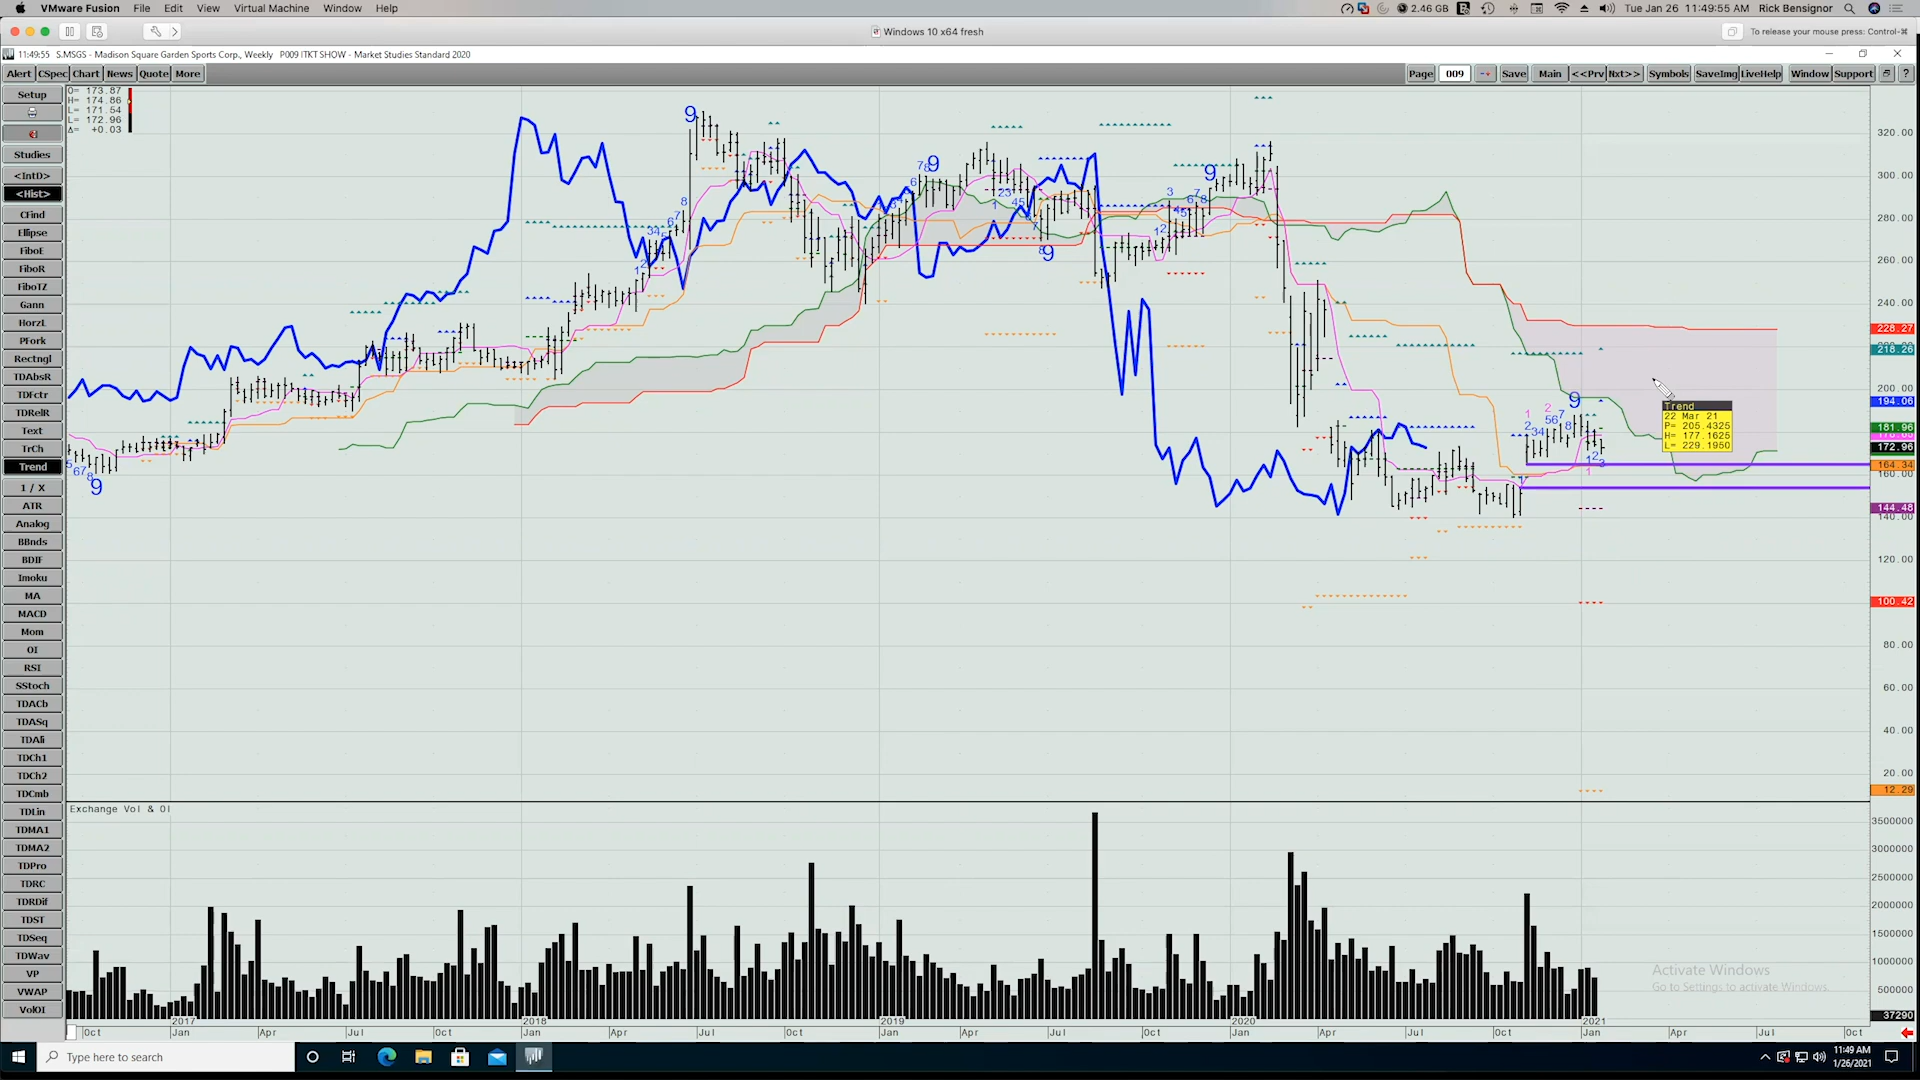 VMware Fusion File Edit View Virtual Machine Window Help 2.46 GB Tue Jan 26 11:49:55 AM Rick Bensignor
Windows 10 x64 fresh To release your mouse press: Control-⌘
11:49:55 S.MSGS - Madison Square Garden Sports Corp., Weekly P009 ITKT SHOW - Market Studies Standard 2020
Alert CSpec Chart News Quote More Page 009 Save Main <<Prv Nxt>> Symbols SaveImg LiveHelp Window Support ?
Setup
Studies
<IntD>
<Hist>
Cfind
Ellipse
FiboE
FiboR
FiboTZ
Gann
HorzL
PFork
Rectngl
TDAbsR
TDFctr
TDRelR
Text
TrCh
Trend
1 / X
ATR
Analog
BBnds
BDIF
Imoku
MA
MACD
Mom
OI
RSI
SStoch
TDACb
TDASq
TDAli
TDCh1
TDCh2
TDCmb
TDLin
TDMA1
TDMA2
TDPro
TDRC
TDRDif
TDST
TDSeq
TDWav
VP
VWAP
VolOI
O= 173.87
H= 174.86
L= 171.54
L= 172.96
Δ= +0.03
320.00
300.00
280.00
260.00
240.00
228.27
218.26
200.00
194.06
181.96
172.96
164.34
160.00
144.48
140.00
120.00
100.42
80.00
60.00
40.00
20.00
12.29
Trend
22 Mar 21
P= 205.4325
H= 177.1625
L= 229.1950
Exchange Vol & OI
3500000
3000000
2500000
2000000
1500000
1000000
500000
37290
Activate Windows
Go to Settings to activate Windows.
2017 2018 2019 2020 2021
Oct Jan Apr Jul Oct Jan Apr Jul Oct Jan Apr Jul Oct Jan Apr Jul Oct Jan Apr Jul Oct
Type here to search
11:49 AM
1/26/2021